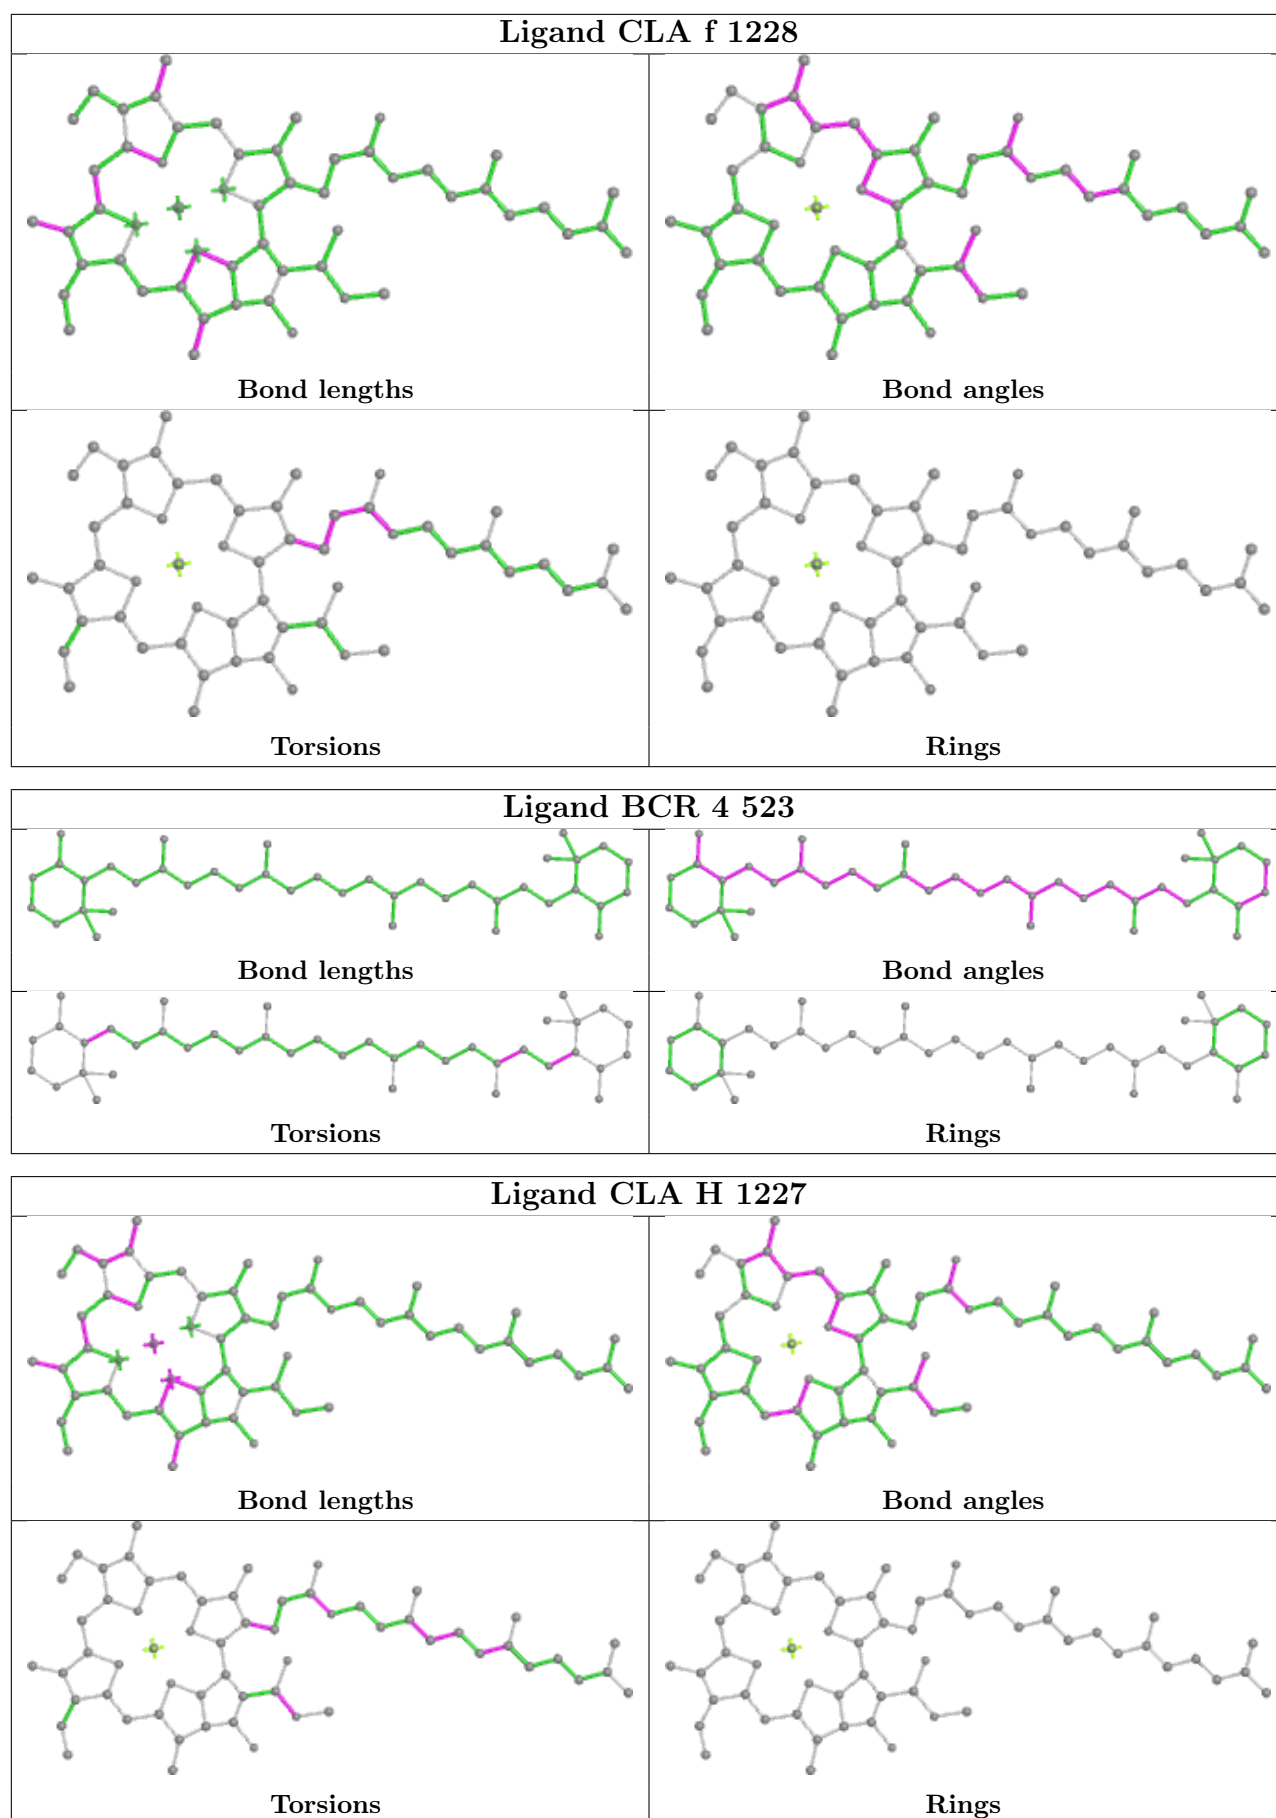 Ligand CLA f 1228
Bond lengths
Bond angles
Torsions
Rings
Ligand BCR 4 523
Bond lengths
Bond angles
Torsions
Rings
Ligand CLA H 1227
Bond lengths
Bond angles
Torsions
Rings